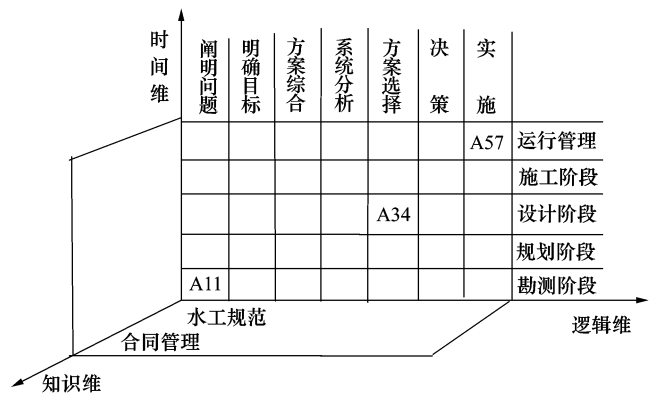 时间维
阐明问题
明确目标
方案综合
系统分析
方案选择
决策
实施
A57 运行管理
施工阶段
A34 设计阶段
规划阶段
A11 勘测阶段
水工规范
逻辑维
合同管理
知识维